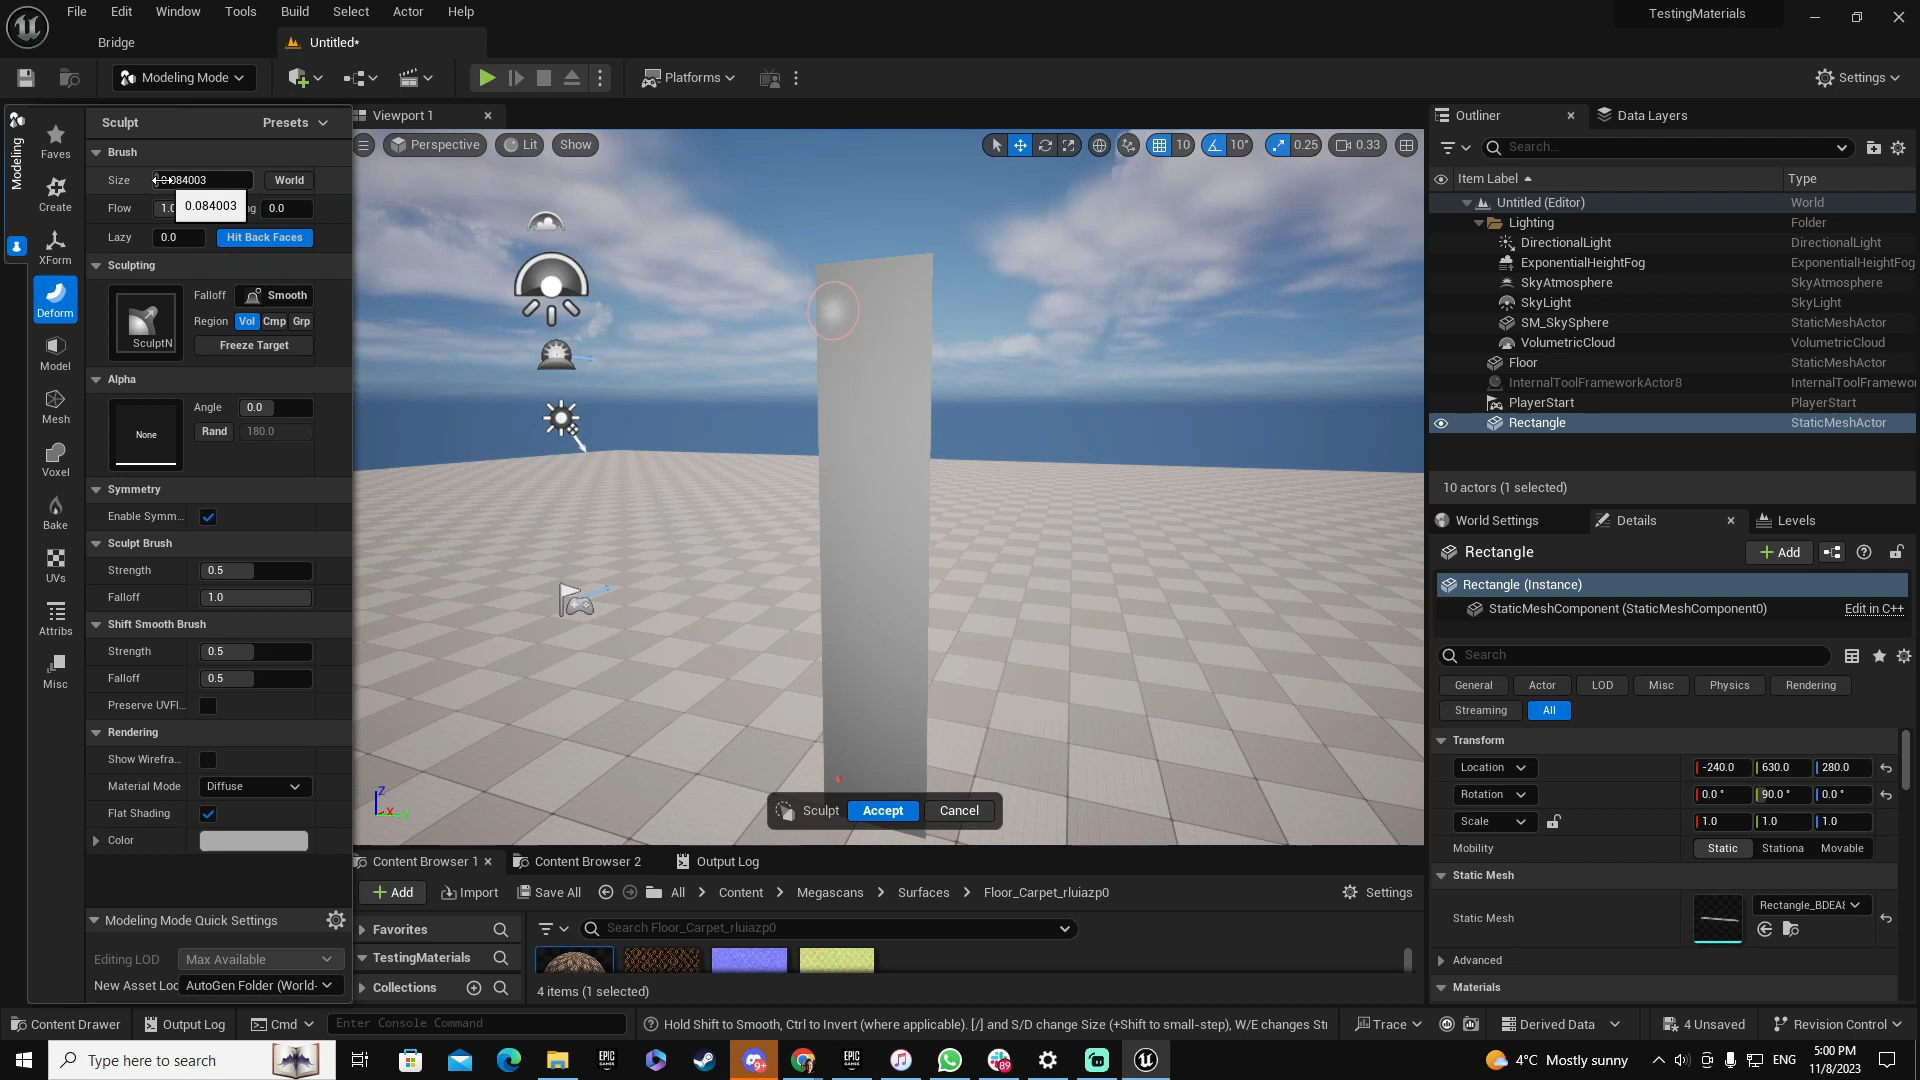 File Edit Window Tools Build Select Actor Help
TestingMaterials
Bridge
Untitled*
Modeling Mode
Platforms
Settings
Modeling
Sculpt
Presets
Viewport 1
Outliner
Data Layers
Brush
Size
World
0.084003
Flow
0.0
Lazy
0.0
Hit Back Faces
Sculpting
Falloff
Smooth
Region
Vol
Cmp
Grp
SculptN
Freeze Target
Alpha
Angle
0.0
None
Rand
180.0
Symmetry
Enable Symm...
Sculpt Brush
Strength
0.5
Falloff
1.0
Shift Smooth Brush
Strength
0.5
Falloff
0.5
Preserve UVFl...
Rendering
Show Wirefra...
Material Mode
Diffuse
Flat Shading
Color
Modeling Mode Quick Settings
Editing LOD
Max Available
New Asset Loc
AutoGen Folder (World-
Faves
Create
XForm
Deform
Model
Mesh
Voxel
Bake
UVs
Attribs
Misc
Perspective
Lit
Show
10
10°
0.25
0.33
Z
X
Y
Sculpt
Accept
Cancel
Search...
Item Label
Type
Untitled (Editor)
World
Lighting
Folder
DirectionalLight
DirectionalLight
ExponentialHeightFog
ExponentialHeightFog
SkyAtmosphere
SkyAtmosphere
SkyLight
SkyLight
SM_SkySphere
StaticMeshActor
VolumetricCloud
VolumetricCloud
Floor
StaticMeshActor
InternalToolFrameworkActor8
InternalToolFramewo
PlayerStart
PlayerStart
Rectangle
StaticMeshActor
10 actors (1 selected)
World Settings
Details
Levels
Rectangle
Add
Rectangle (Instance)
StaticMeshComponent (StaticMeshComponent0)
Edit in C++
Search
General
Actor
LOD
Misc
Physics
Rendering
Streaming
All
Transform
Location
-240.0
630.0
280.0
Rotation
0.0 °
90.0 °
0.0 °
Scale
1.0
1.0
1.0
Mobility
Static
Stationa
Movable
Static Mesh
Static Mesh
Advanced
Materials
Content Browser 1
Content Browser 2
Output Log
Add
Import
Save All
All
Content
Megascans
Surfaces
Floor_Carpet_rluiazp0
Settings
Favorites
Search Floor_Carpet_rluiazp0
TestingMaterials
Collections
4 items (1 selected)
Content Drawer
Output Log
Cmd
Enter Console Command
Hold Shift to Smooth, Ctrl to Invert (where applicable). [/] and S/D change Size (+Shift to small-step), W/E changes St
Trace
Derived Data
4 Unsaved
Revision Control
Type here to search
EPIC GAMES
9+
EPIC GAMES
89
4°C Mostly sunny
ENG
5:00 PM
11/8/2023